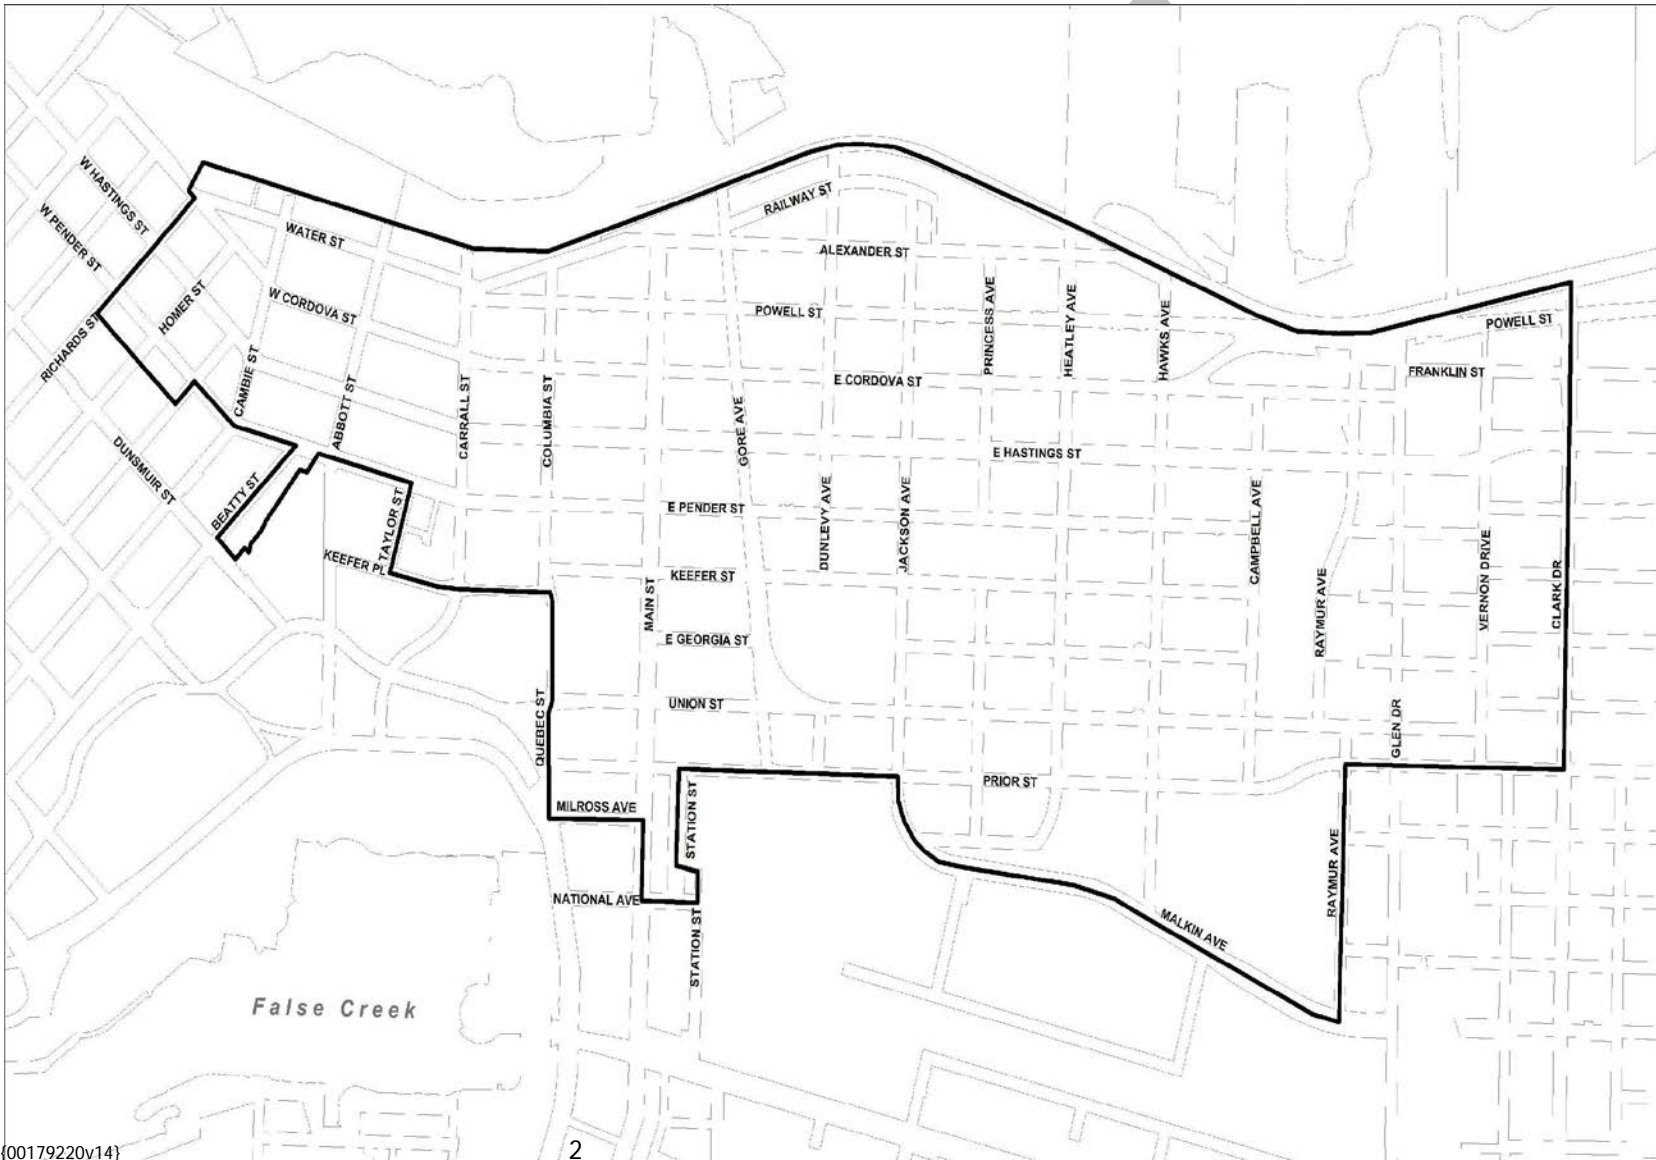 W HASTINGS ST
W PENDER ST
WATER ST
RAILWAY ST
ALEXANDER ST
HOMER ST
W CORDOVA ST
POWELL ST
PRINCESS AVE
HEATLEY AVE
HAWKS AVE
POWELL ST
RICHARDS ST
CAMBIE ST
ABBOTT ST
CARRALL ST
COLUMBIA ST
GORE AVE
E CORDOVA ST
FRANKLIN ST
DUNSMUIR ST
BEATTY ST
TAYLOR ST
E HASTINGS ST
E PENDER ST
DUNLEVY AVE
JACKSON AVE
CAMPBELL AVE
KEEFER PL
KEEFER ST
MAIN ST
RAYMUR AVE
VERNON DRIVE
CLARK DR
E GEORGIA ST
UNION ST
QUEBEC ST
GLEN DR
PRIOR ST
MILROSS AVE
STATION ST
RAYMUR AVE
NATIONAL AVE
STATION ST
MALKIN AVE
False Creek
{00179220v14}
2